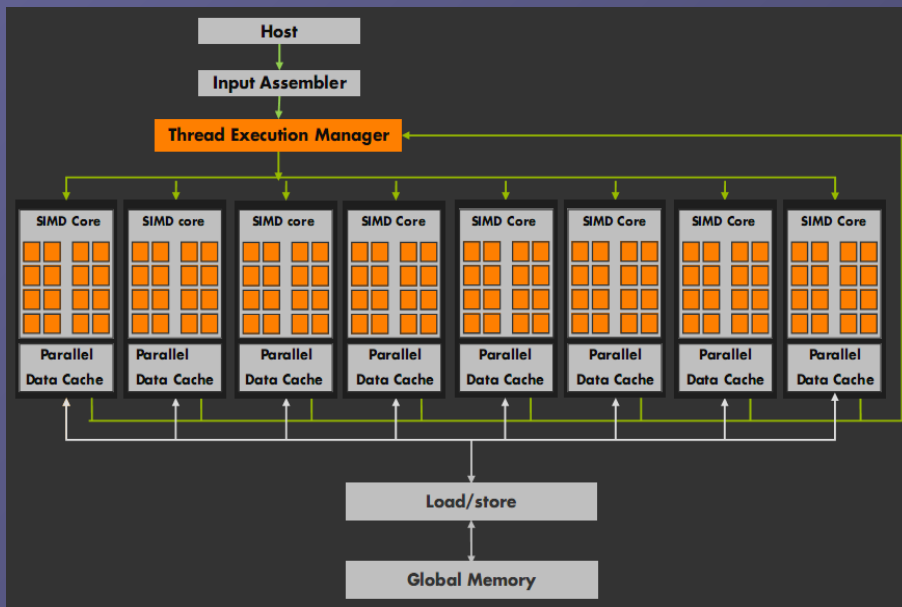 Host
Input Assembler
Thread Execution Manager
SIMD Core
SIMD core
SIMD core
SIMD Core
SIMD Core
SIMD Core
SIMD Core
SIMD Core
Parallel
Data Cache
Parallel
Data Cache
Parallel
Data Cache
Parallel
Data Cache
Parallel
Data Cache
Parallel
Data Cache
Parallel
Data Cache
Parallel
Data Cache
Load/store
Global Memory